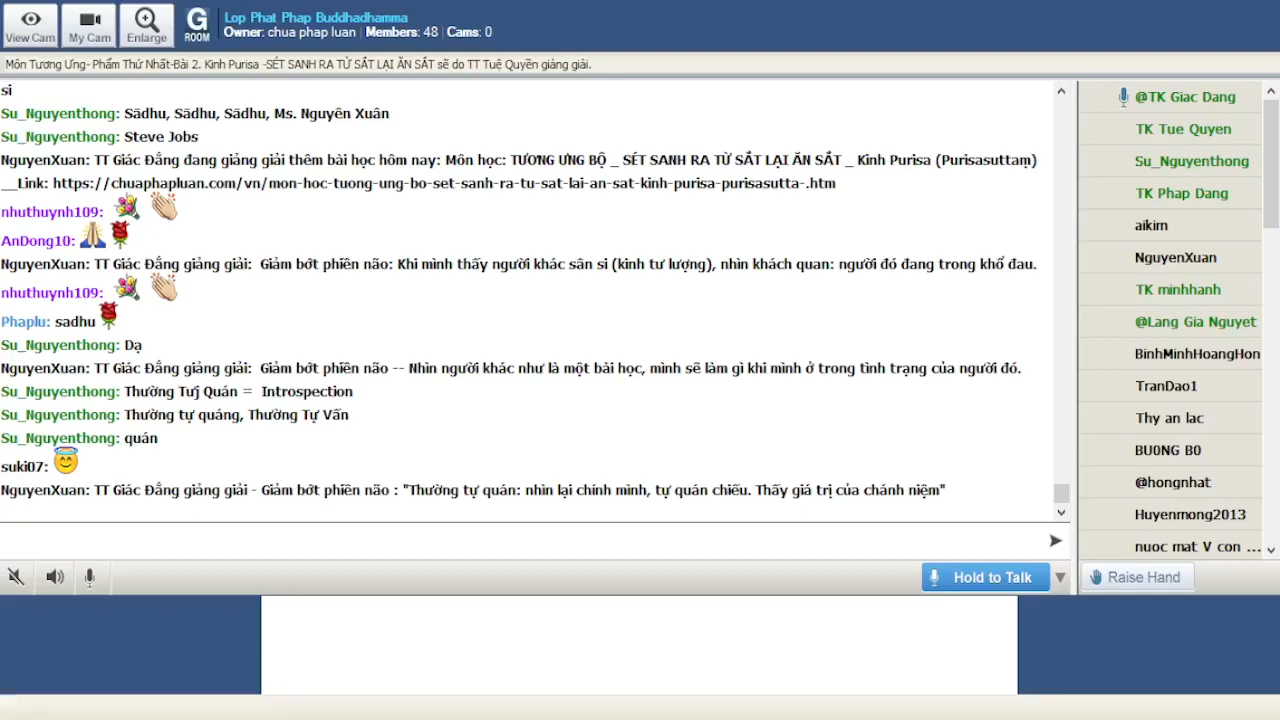 View Cam
My Cam
Enlarge
G
ROOM
Lop Phat Phap Buddhadhamma
Owner: chua phap luan | Members: 48 | Cams: 0
Môn Tương Ưng- Phẩm Thứ Nhất-Bài 2. Kinh Purisa -SÉT SANH RA TỪ SẮT LẠI ĂN SẮT sẽ do TT Tuệ Quyền giảng giải.
si
Su_Nguyenthong: Sādhu, Sādhu, Sādhu, Ms. Nguyên Xuân
Su_Nguyenthong: Steve Jobs
NguyenXuan: TT Giác Đẳng đang giảng giải thêm bài học hôm nay: Môn học: TƯƠNG ƯNG BỘ _ SÉT SANH RA TỪ SẮT LẠI ĂN SẮT _ Kinh Purisa (Purisasuttaṃ)
__Link: https://chuaphapluan.com/vn/mon-hoc-tuong-ung-bo-set-sanh-ra-tu-sat-lai-an-sat-kinh-purisa-purisasutta-.htm
nhuthuynh109:
AnDong10:
NguyenXuan: TT Giác Đẳng giảng giải:  Giảm bớt phiền não: Khi mình thấy người khác sân si (kinh tư lượng), nhìn khách quan: người đó đang trong khổ đau.
nhuthuynh109:
Phaplu: sadhu
Su_Nguyenthong: Dạ
NguyenXuan: TT Giác Đẳng giảng giải:  Giảm bớt phiền não -- Nhìn người khác như là một bài học, mình sẽ làm gì khi mình ở trong tình trạng của người đó.
Su_Nguyenthong: Thường Tưj Quán =  Introspection
Su_Nguyenthong: Thường tự quáng, Thường Tự Vấn
Su_Nguyenthong: quán
suki07:
NguyenXuan: TT Giác Đẳng giảng giải - Giảm bớt phiền não : "Thường tự quán: nhìn lại chính mình, tự quán chiếu. Thấy giá trị của chánh niệm"
Hold to Talk
@TK Giac Dang
TK Tue Quyen
Su_Nguyenthong
TK Phap Dang
aikim
NguyenXuan
TK minhhanh
@Lang Gia Nguyet
BinhMinhHoangHon
TranDao1
Thy an lac
BU0NG B0
@hongnhat
Huyenmong2013
nuoc mat V con ...
Raise Hand